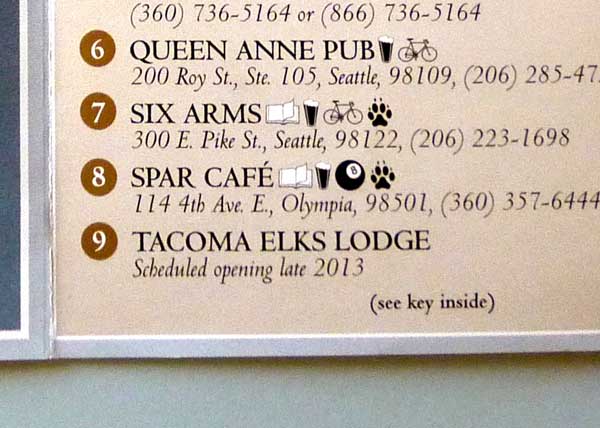 (360) 736-5164 or (866) 736-5164
6 QUEEN ANNE PUB
200 Roy St., Ste. 105, Seattle, 98109, (206) 285-47
7 SIX ARMS
300 E. Pike St., Seattle, 98122, (206) 223-1698
8 SPAR CAFÉ 8
114 4th Ave. E., Olympia, 98501, (360) 357-6444
9 TACOMA ELKS LODGE
Scheduled opening late 2013
(see key inside)